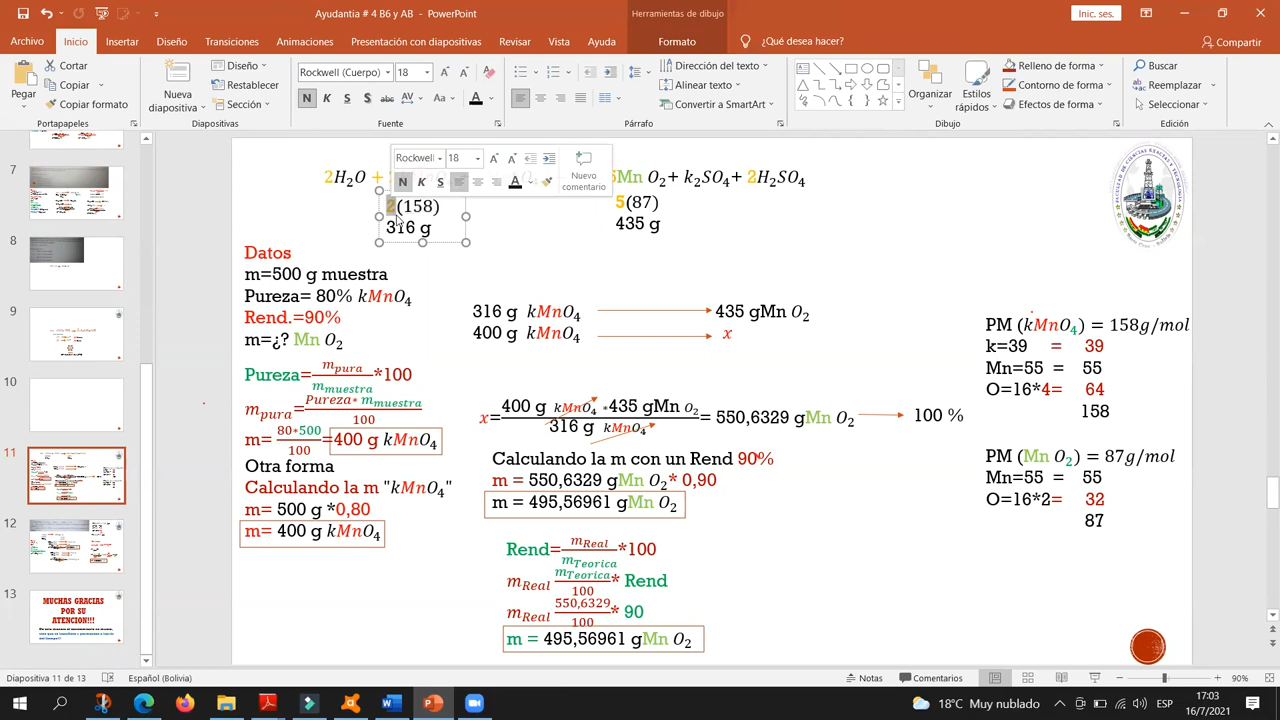 Ayudantia # 4 B6 y AB - PowerPoint
Herramientas de dibujo
Inic. ses.
Archivo Inicio Insertar Diseño Transiciones Animaciones Presentación con diapositivas Revisar Vista Ayuda Formato ¿Qué desea hacer? Compartir
Pegar
Cortar
Copiar
Copiar formato
Nueva diapositiva
Diseño
Restablecer
Sección
Rockwell (Cuerpo) 18
N K S abc AV Aa A
Dirección del texto
Alinear texto
Convertir a SmartArt
Organizar
Estilos rápidos
Relleno de forma
Contorno de forma
Efectos de forma
Buscar
Reemplazar
Seleccionar
Portapapeles Diapositivas Fuente Párrafo Dibujo Edición
Rockwell 18
N K S A
Nuevo comentario
7
8
9
10
11
12
13
MUCHAS GRACIAS
POR SU
ATENCION!!!
2H₂O +
Mn O₂+ k₂SO₄+ 2H₂SO₄
2(158)
316 g
5(87)
435 g
Datos
m=500 g muestra
Pureza= 80% kMnO₄
Rend.=90%
m=¿? Mn O₂
Pureza= m_pura / m_muestra *100
m_pura= Pureza* m_muestra / 100
m= 80*500 / 100 =400 g kMnO₄
Otra forma
Calculando la m "kMnO₄"
m= 500 g *0,80
m= 400 g kMnO₄
316 g kMnO₄ → 435 gMn O₂
400 g kMnO₄ → x
x= 400 g kMnO₄ *435 gMn O₂ / 316 g kMnO₄ = 550,6329 gMn O₂ → 100 %
Calculando la m con un Rend 90%
m = 550,6329 gMn O₂* 0,90
m = 495,56961 gMn O₂
Rend= m_Real / m_Teorica *100
m_Real m_Teorica / 100 * Rend
m_Real 550,6329 / 100 * 90
m = 495,56961 gMn O₂
PM (kMnO₄) = 158g/mol
k=39 = 39
Mn=55 = 55
O=16*4= 64
158
PM (Mn O₂) = 87g/mol
Mn=55 = 55
O=16*2= 32
87
Diapositiva 11 de 13 Español (Bolivia) Notas Comentarios 90%
18°C Muy nublado ESP 17:03
16/7/2021